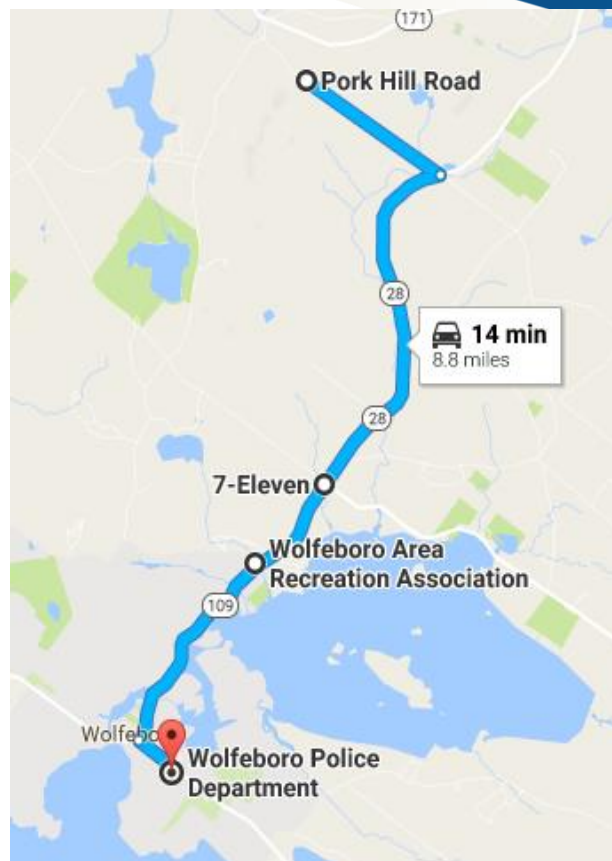 171
Pork Hill Road
28
14 min
8.8 miles
28
7-Eleven
Wolfeboro Area
Recreation Association
109
Wolfebo
Wolfeboro Police
Department